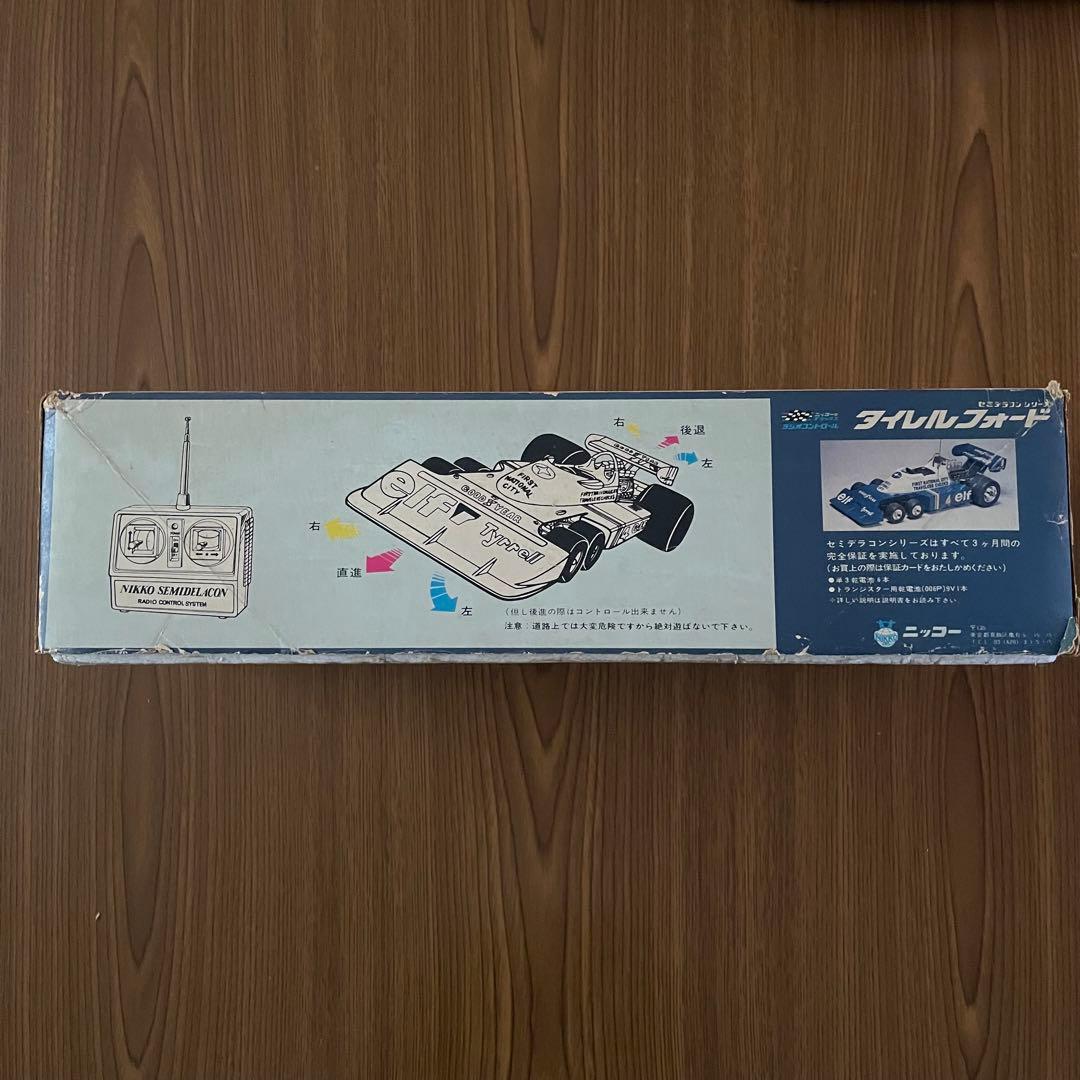 NIKKO SEMIDELACON
RADIO CONTROL SYSTEM
右
後退
左
右
直進
左
FIRST
NATIONAL
CITY
GOODYEAR
elf
Tyrrell
(但し後進の際はコントロール出来ません)
注意:道路上では大変危険ですから絶対遊ばないで下さい。
セミデラコンシリーズ
ラジオコントロール
タイレルフォード
FIRST NATIONAL CITY
TRAVELERS CHECKS
elf
4
elf
セミデラコンシリーズはすべて3ヶ月間の
完全保証を実施しております。
(お買上の際は保証カードをおたしかめください)
●単3乾電池6本
●トランジスター用乾電池(006P)9V1本
※詳しい説明は説明書をお読み下さい。
NIKKO
ニッコー